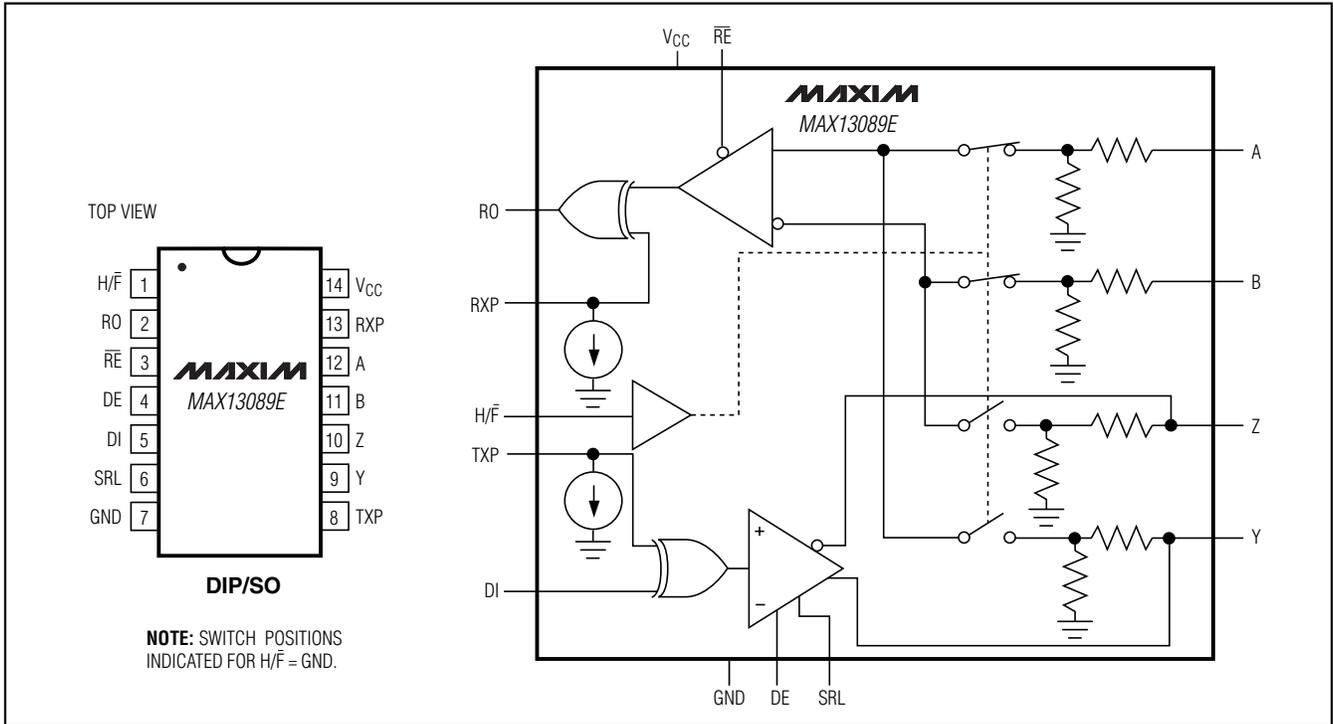 TOP VIEW
H/F̅ 1
RO 2
R̅E̅ 3
DE 4
DI 5
SRL 6
GND 7
14 VCC
13 RXP
12 A
11 B
10 Z
9 Y
8 TXP
MAXIM
MAX13089E
DIP/SO
NOTE: SWITCH POSITIONS
INDICATED FOR H/F̅ = GND.
VCC R̅E̅
MAXIM
MAX13089E
RO
RXP
H/F̅
TXP
DI
A
B
Z
Y
+
−
GND DE SRL